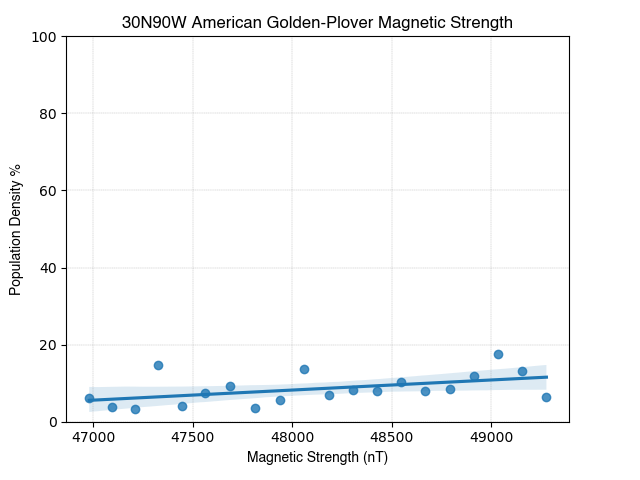 30N90W American Golden-Plover Magnetic Strength
100
80
60
40
20
0
Population Density %
47000 47500 48000 48500 49000
Magnetic Strength (nT)